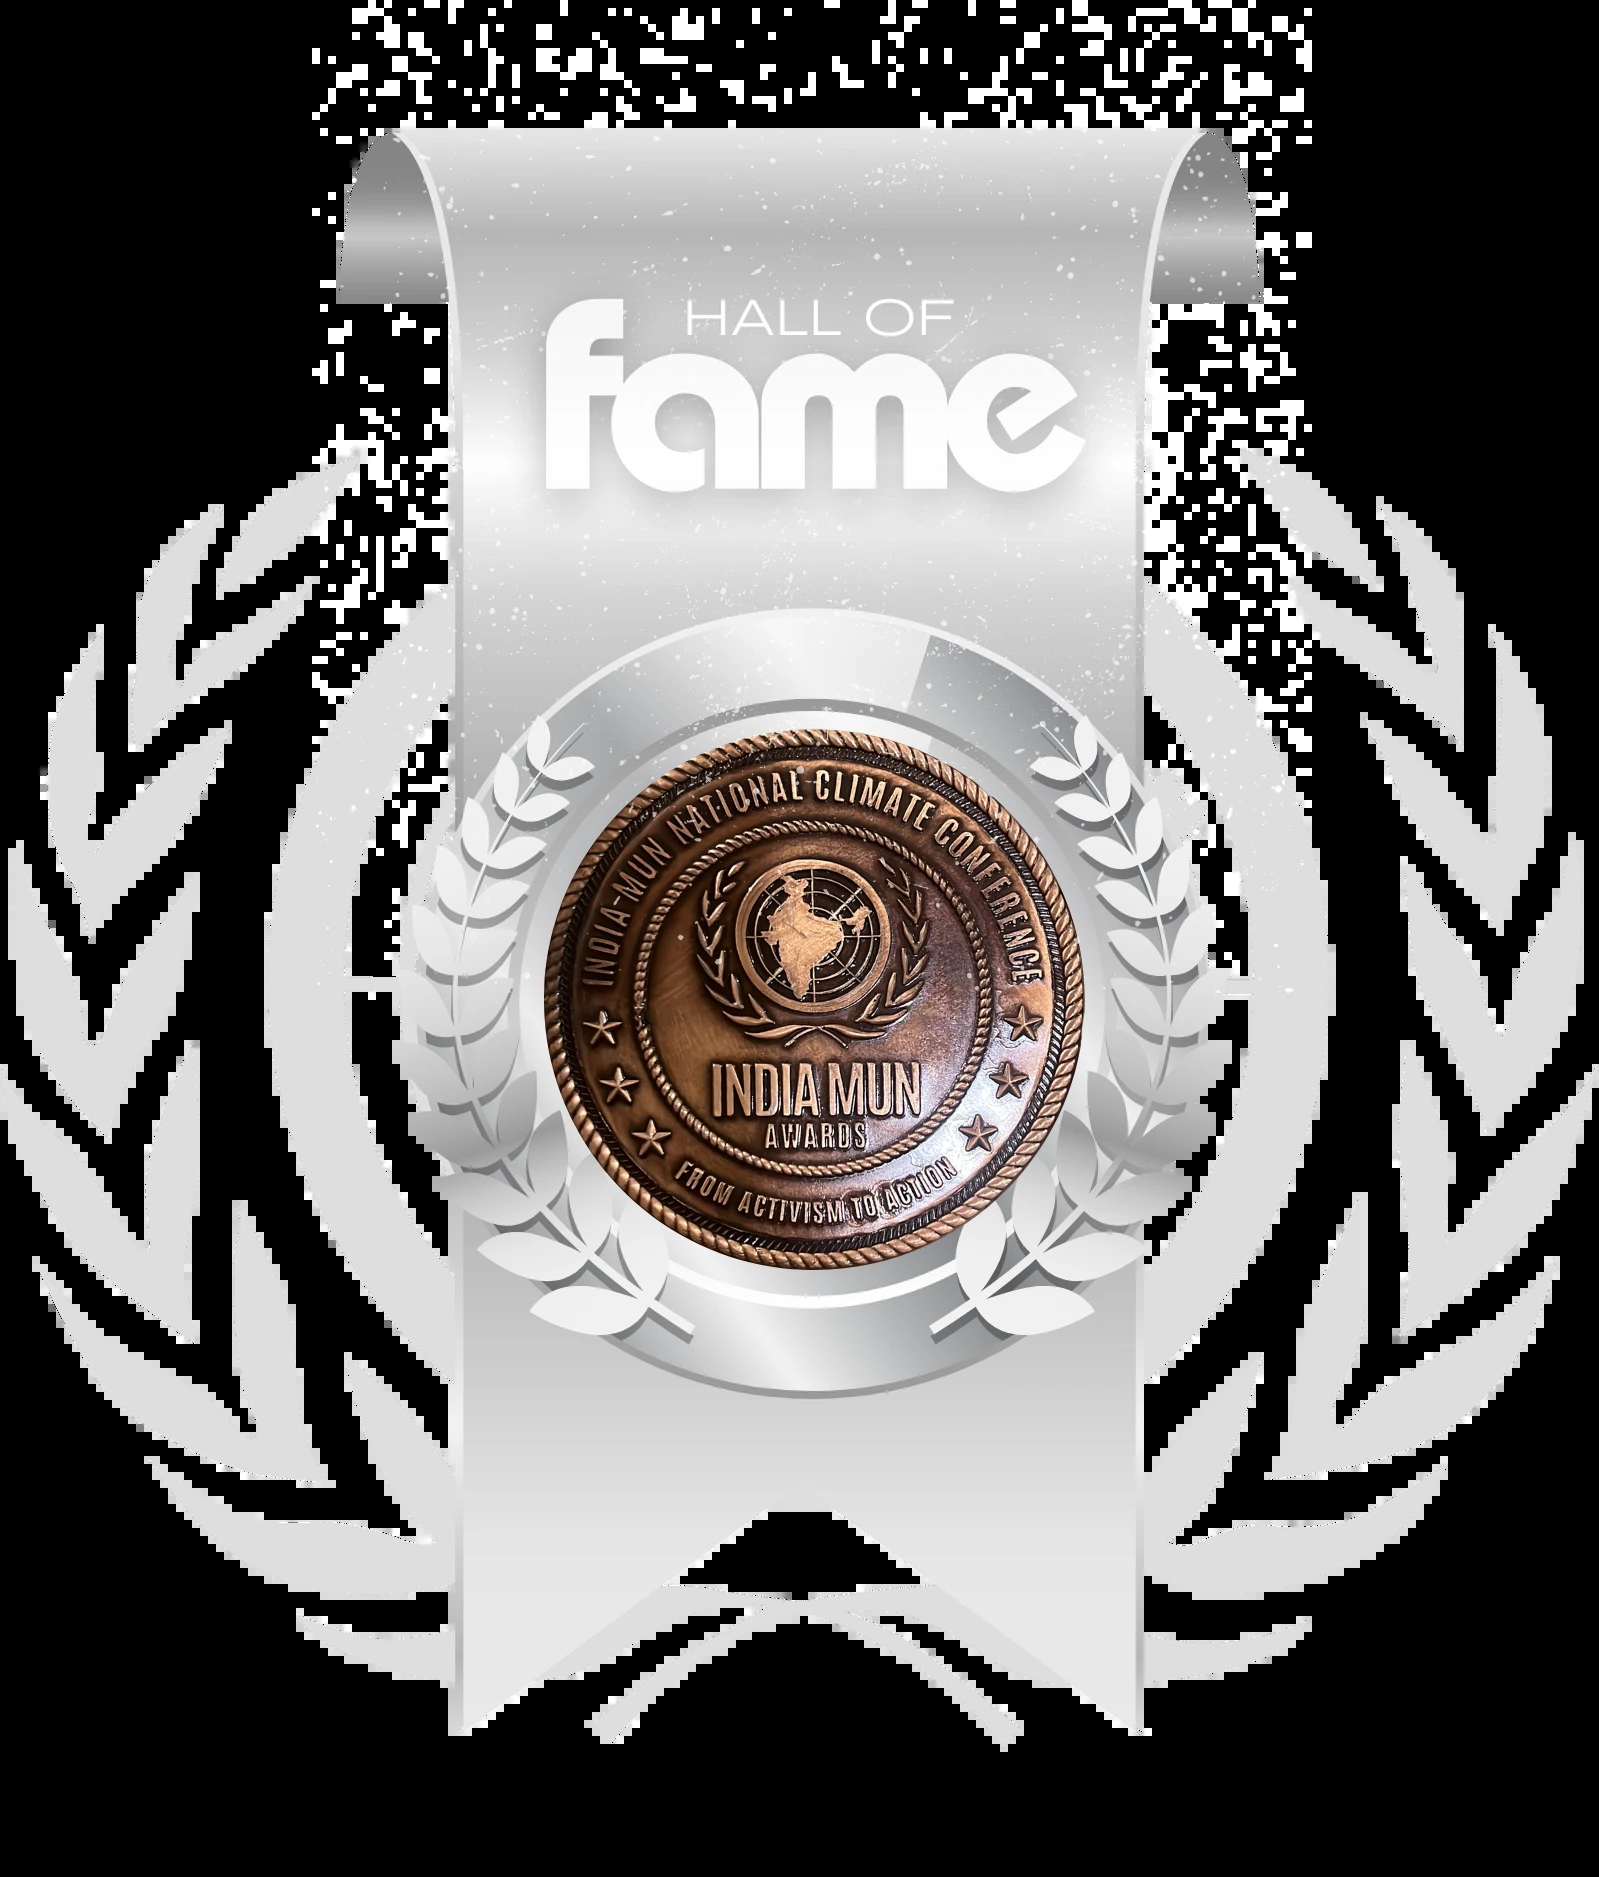 HALL OF
fame
INDIA-MUN NATIONAL CLIMATE CONFERENCE
INDIA MUN
AWARDS
FROM ACTIVISM TO ACTION